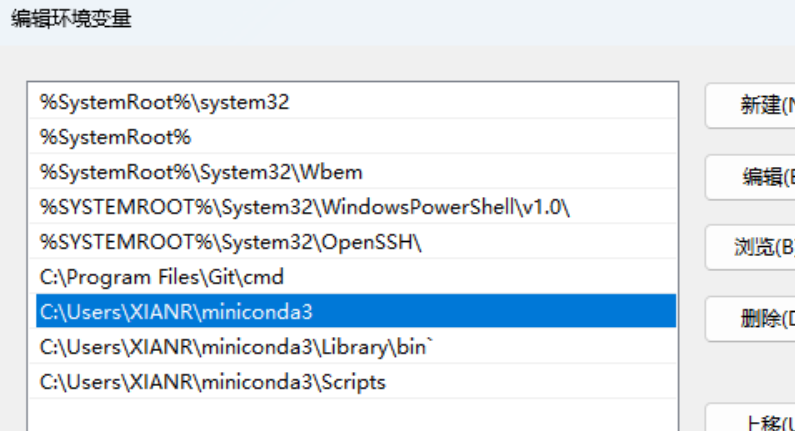 编辑环境变量
%SystemRoot%\system32
新建(N
%SystemRoot%
%SystemRoot%\System32\Wbem
编辑(E
%SYSTEMROOT%\System32\WindowsPowerShell\v1.0\
%SYSTEMROOT%\System32\OpenSSH\
浏览(B)
C:\Program Files\Git\cmd
C:\Users\XIANR\miniconda3
删除(D
C:\Users\XIANR\miniconda3\Library\bin`
C:\Users\XIANR\miniconda3\Scripts
上移(U